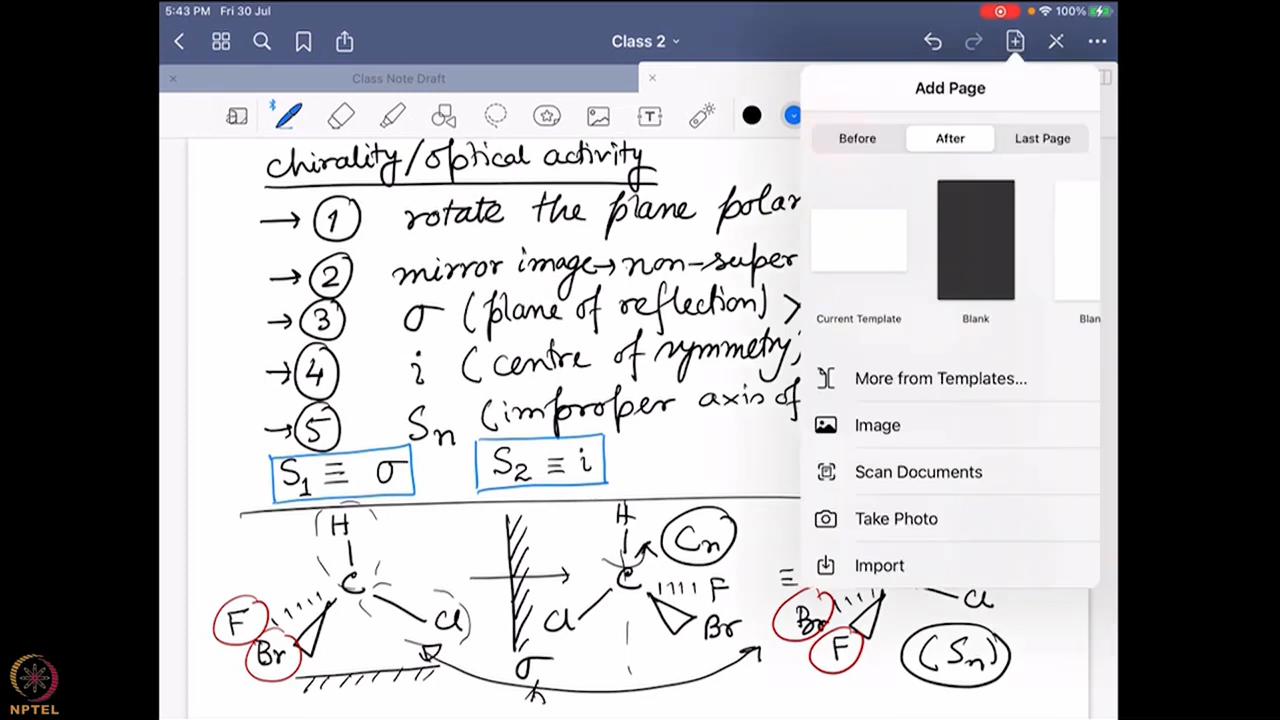 5:43 PM Fri 30 Jul
100%
Class 2
Class Note Draft
Add Page
Before After Last Page
Current Template
Blank
Blan
More from Templates...
Image
Scan Documents
Take Photo
Import
chirality/optical activity
→ 1 rotate the plane polar
→ 2 mirror image → non-super
→ 3 σ (plane of reflection)
→ 4 i (centre of symmetry)
→ 5 Sn (improper axis of
S1 ≡ σ S2 ≡ i
H H Cn
C C F ≡
F Cl Cl Br Br Cl
Br F (Sn)
σ
h
NPTEL